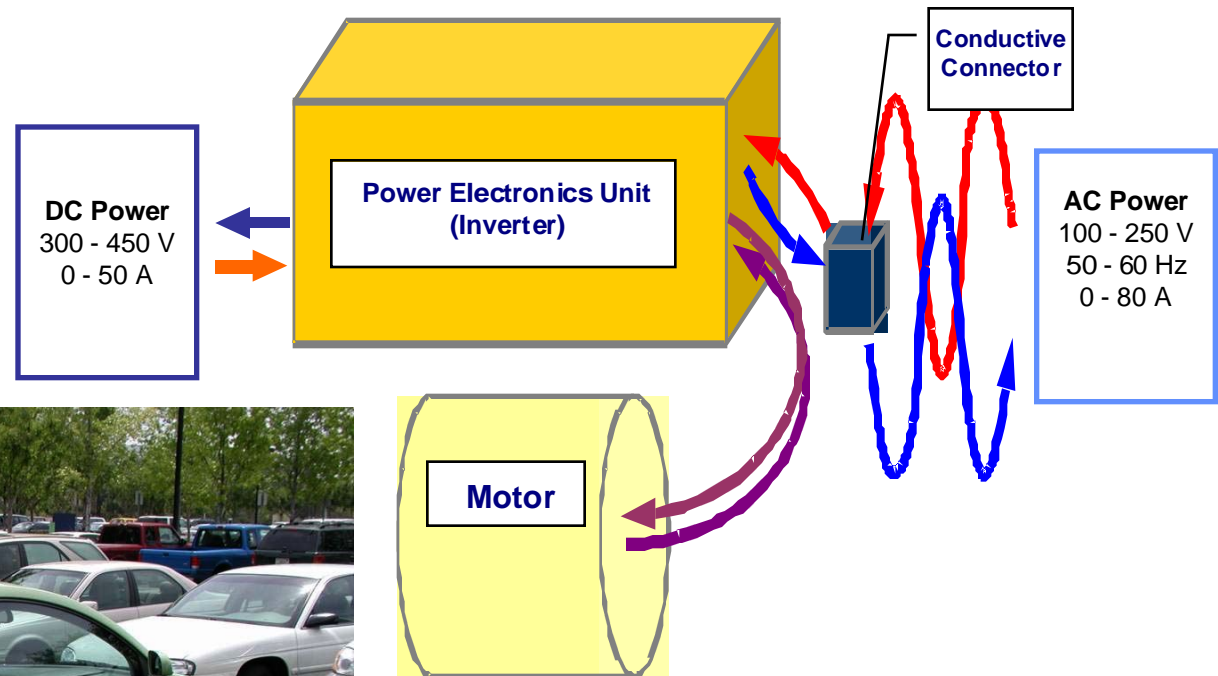 Conductive
Connector
DC Power
300 - 450 V
0 - 50 A
Power Electronics Unit
(Inverter)
AC Power
100 - 250 V
50 - 60 Hz
0 - 80 A
Motor